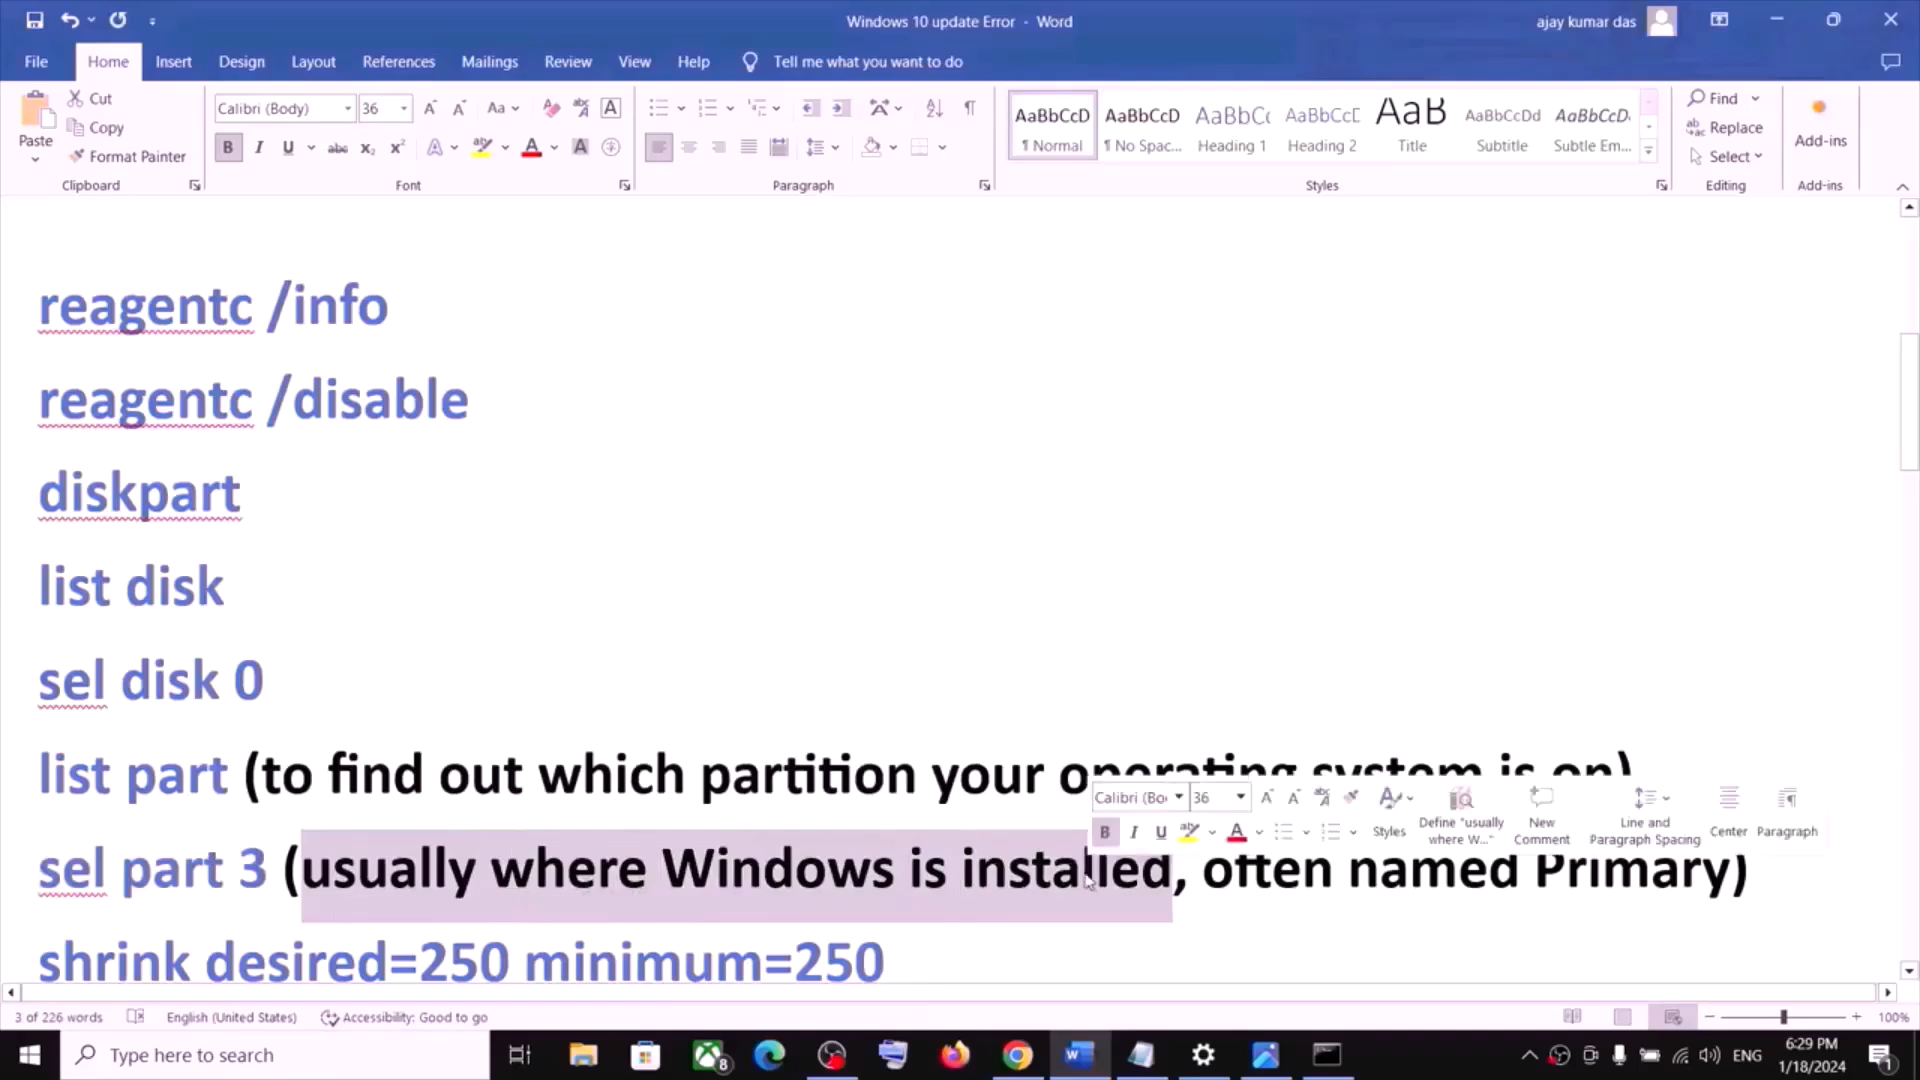 Windows 10 update Error - Word
ajay kumar das
File Home Insert Design Layout References Mailings Review View Help Tell me what you want to do
Paste
Cut
Copy
Format Painter
Clipboard
Calibri (Body) 36
Font
Paragraph
AaBbCcD AaBbCcD AaBbCc AaBbCcC AaB AaBbCcDd AaBbCcD.
¶ Normal ¶ No Spac... Heading 1 Heading 2 Title Subtitle Subtle Em...
Styles
Find
Replace
Select
Editing
Add-ins
Add-ins
reagentc /info
reagentc /disable
diskpart
list disk
sel disk 0
list part (to find out which partition your operating system is on)
Calibri (Bo 36
Styles Define "usually where W..." New Comment Line and Paragraph Spacing Center Paragraph
sel part 3 (usually where Windows is installed, often named Primary)
shrink desired=250 minimum=250
3 of 226 words English (United States) Accessibility: Good to go 100%
Type here to search
8
ENG
6:29 PM
1/18/2024
1